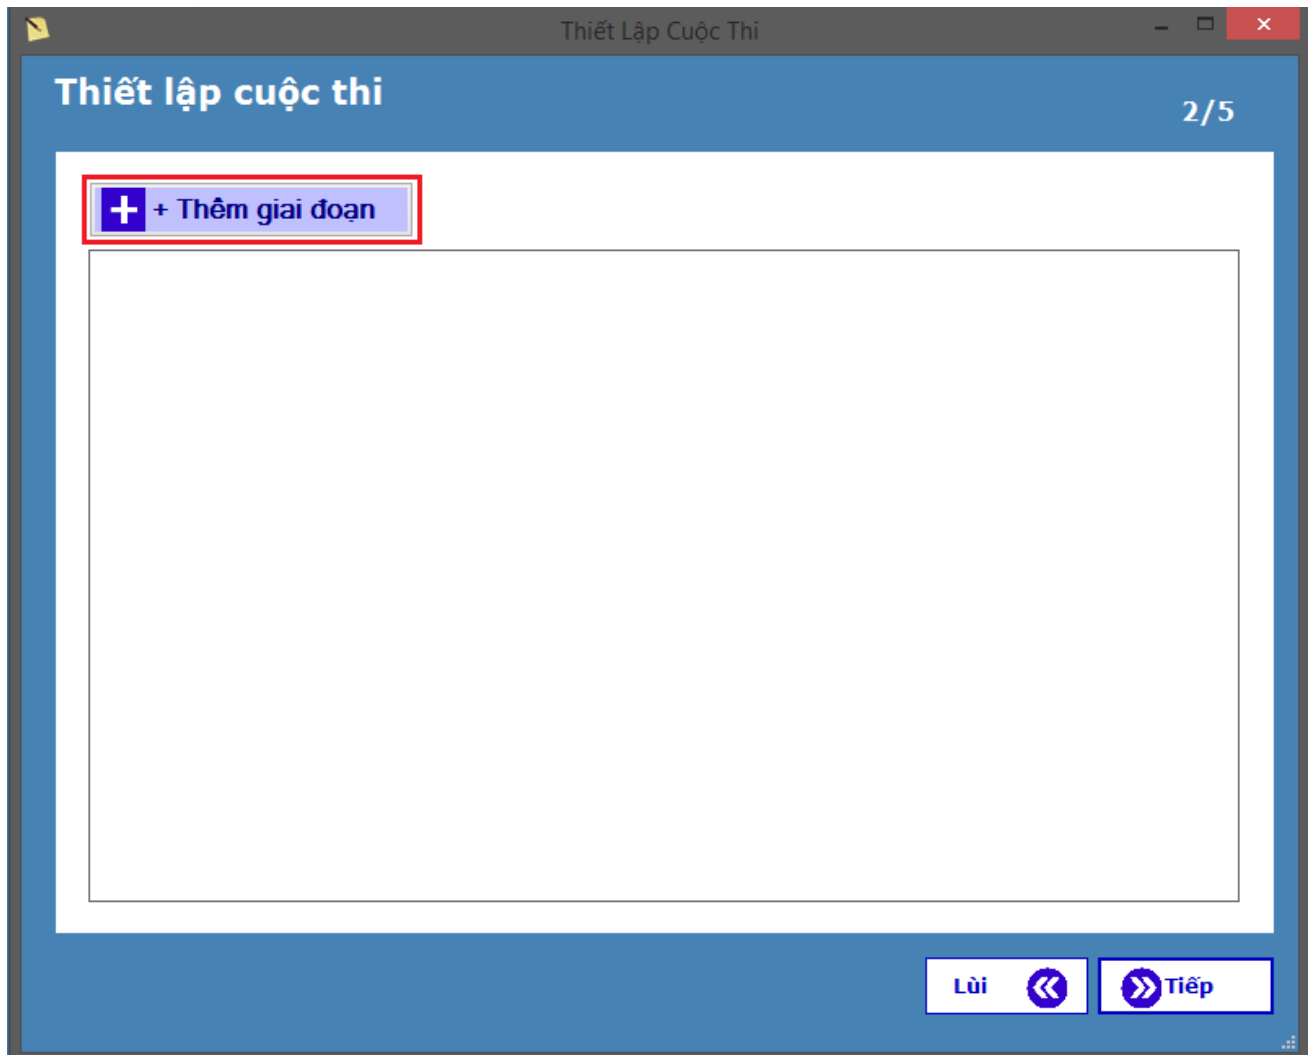 Thiết Lập Cuộc Thi
Thiết lập cuộc thi
2/5
+ Thêm giai đoạn
Lùi
Tiếp